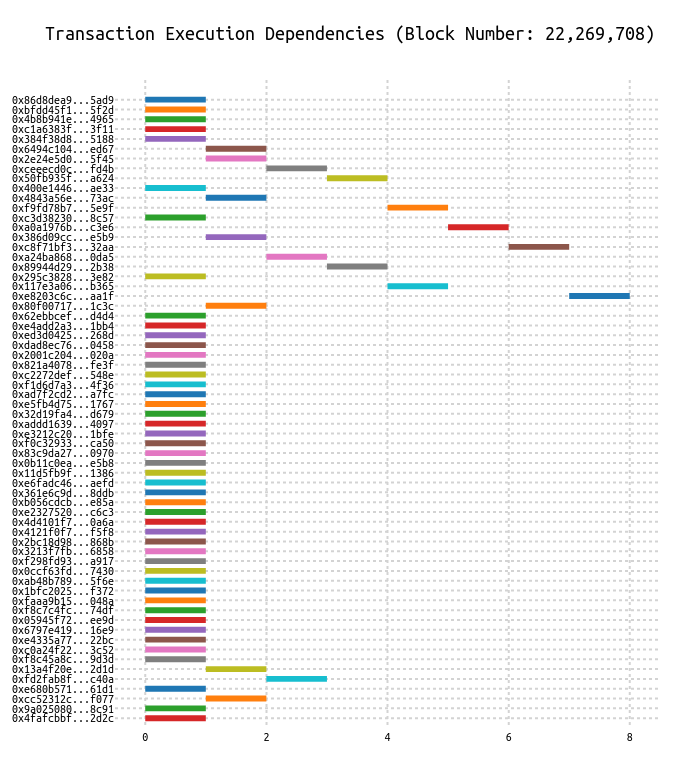 Transaction Execution Dependencies (Block Number: 22,269,708)
0x86d8dea9...5ad9
0xbfdd45f1...5f2d
0x4b8b941e...4965
0xc1a6383f...3f11
0x384f38d8...5188
0x6494c104...ed67
0x2e24e5d0...5f45
0xceeecd0c...fd4b
0x50fb935f...a624
0x400e1446...ae33
0x4843a56e...73ac
0xf9fd78b7...5e9f
0xc3d38230...8c57
0xa0a1976b...c3e6
0x386d09cc...e5b9
0xc8f71bf3...32aa
0xa24ba868...0da5
0x89944d29...2b38
0x295c3828...3e82
0x117e3a06...b365
0xe8203c6c...aa1f
0x80f00717...1c3c
0x62ebbcef...d4d4
0xe4add2a3...1bb4
0xed3d0425...268d
0xdad8ec76...0458
0x2001c204...020a
0x821a4078...fe3f
0xc2272def...548e
0xf1d6d7a3...4f36
0xad7f2cd2...a7fc
0xe5fb4d75...1767
0x32d19fa4...d679
0xaddd1639...4097
0xe3212c20...1bfe
0xf0c32933...ca50
0x83c9da27...0970
0x0b11c0ea...e5b8
0x11d5fb9f...1386
0xe6fadc46...aefd
0x361e6c9d...8ddb
0xb056cdcb...e85a
0xe2327520...c6c3
0x4d4101f7...0a6a
0x4121f0f7...f5f8
0x2bc18d98...868b
0x3213f7fb...6858
0xf298fd93...a917
0x0ccf63fd...7430
0xab48b789...5f6e
0x1bfc2025...f372
0xfaaa9b15...048a
0xf8c7c4fc...74df
0x05945f72...ee9d
0x6797e419...16e9
0xe4335a77...22bc
0xc0a24f22...3c52
0xf8c45a8c...9d3d
0x13a4f20e...2d1d
0xfd2fab8f...c40a
0xe680b571...61d1
0xcc52312c...f077
0x9a025080...8c91
0x4fafcbbf...2d2c
0 2 4 6 8